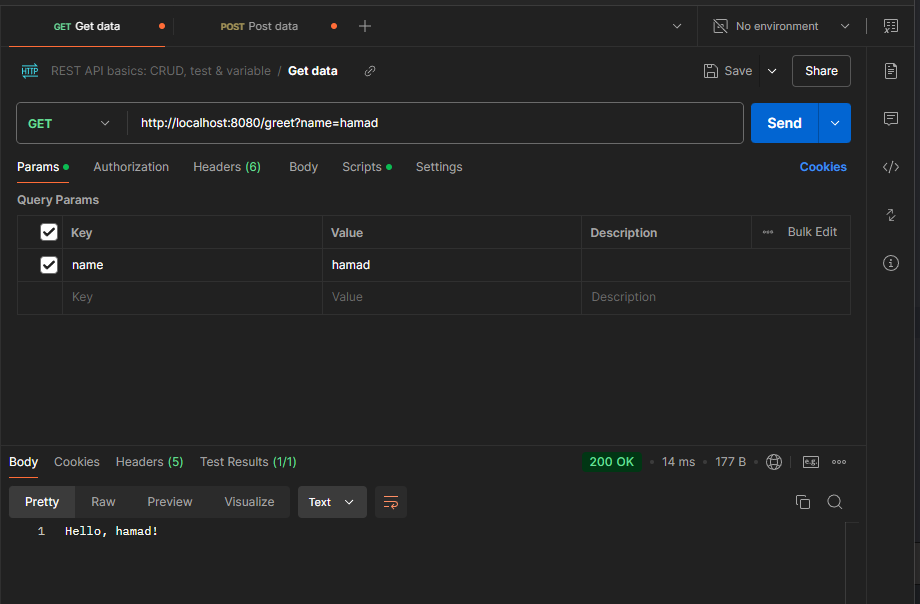 GET Get data POST Post data No environment
HTTP REST API basics: CRUD, test & variable / Get data Save Share
GET http://localhost:8080/greet?name=hamad Send
Params Authorization Headers (6) Body Scripts Settings Cookies
Query Params
Key Value Description Bulk Edit
name hamad
Key Value Description
Body Cookies Headers (5) Test Results (1/1) 200 OK 14 ms 177 B e.g.
Pretty Raw Preview Visualize Text
1 Hello, hamad!